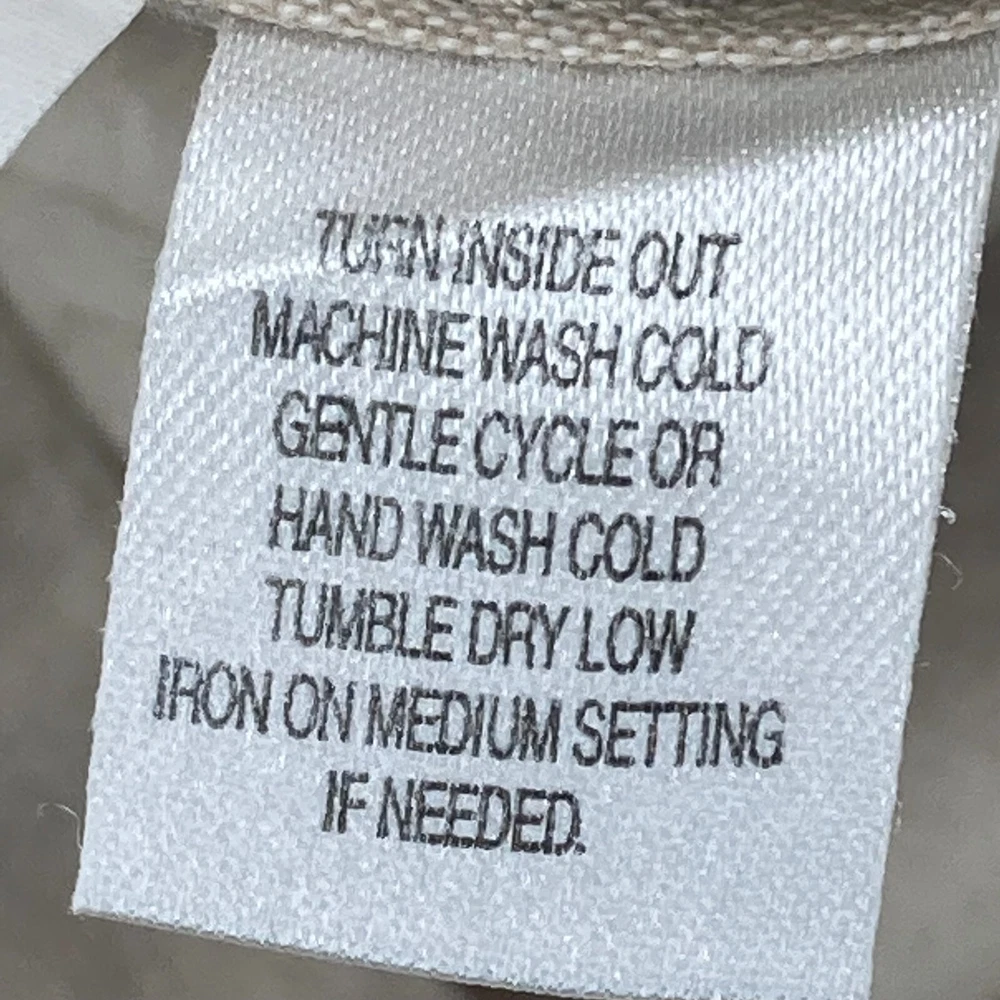 TURN INSIDE OUT
MACHINE WASH COLD
GENTLE CYCLE OR
HAND WASH COLD
TUMBLE DRY LOW
IRON ON MEDIUM SETTING
IF NEEDED.